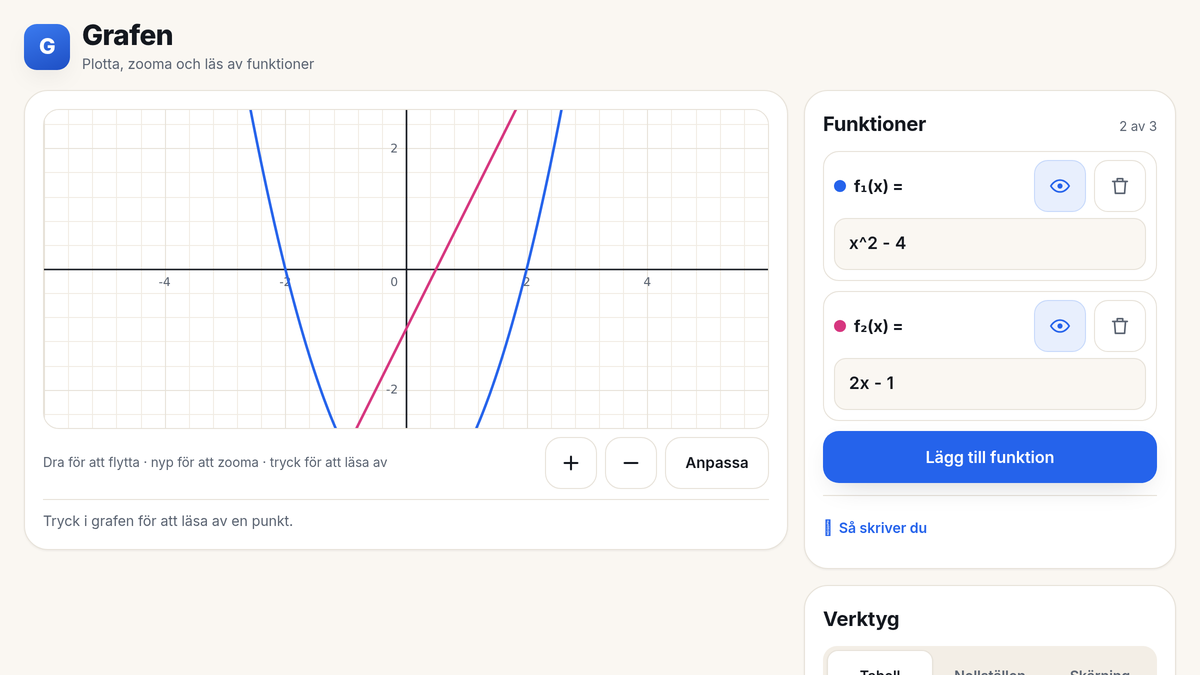 G
Grafen
Plotta, zooma och läs av funktioner
2
-4
-2
0
2
4
-2
Dra för att flytta · nyp för att zooma · tryck för att läsa av
+
−
Anpassa
Tryck i grafen för att läsa av en punkt.
Funktioner
2 av 3
f₁(x) =
x^2 - 4
f₂(x) =
2x - 1
Lägg till funktion
Så skriver du
Verktyg
Tabell
Nollställen
Skärning